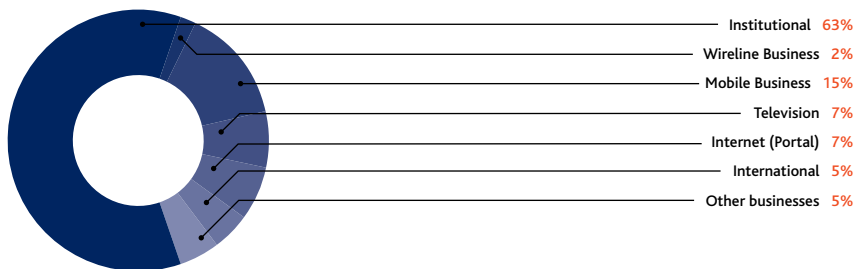 Institutional 63%
Wireline Business 2%
Mobile Business 15%
Television 7%
Internet (Portal) 7%
International 5%
Other businesses 5%